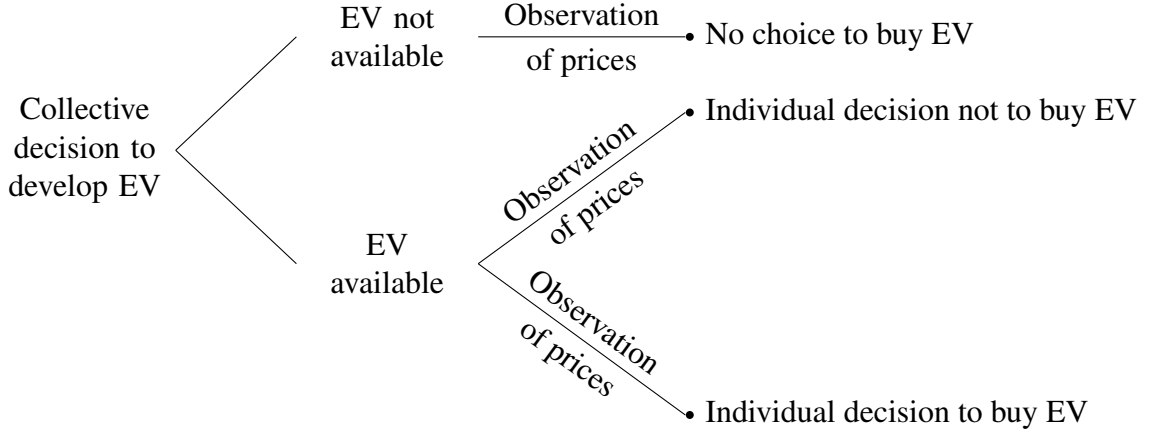 Collective
decision to
develop EV
EV not
available
Observation
of prices
No choice to buy EV
EV
available
Observation
of prices
Individual decision not to buy EV
Observation
of prices
Individual decision to buy EV